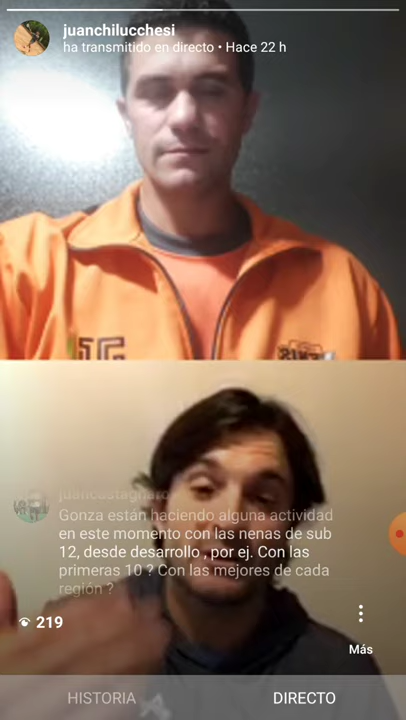 juanchilucchesi
ha transmitido en directo • Hace 22 h
juancastagnaro
Gonza están haciendo alguna actividad
en este momento con las nenas de sub
12, desde desarrollo , por ej. Con las
primeras 10 ? Con las mejores de cada
región ?
219
Más
HISTORIA
DIRECTO